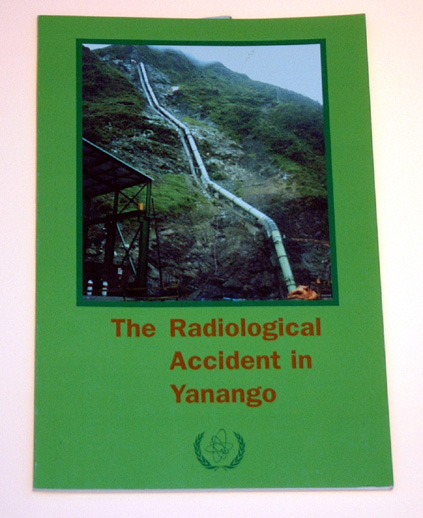 The Radiological
Accident in
Yanango